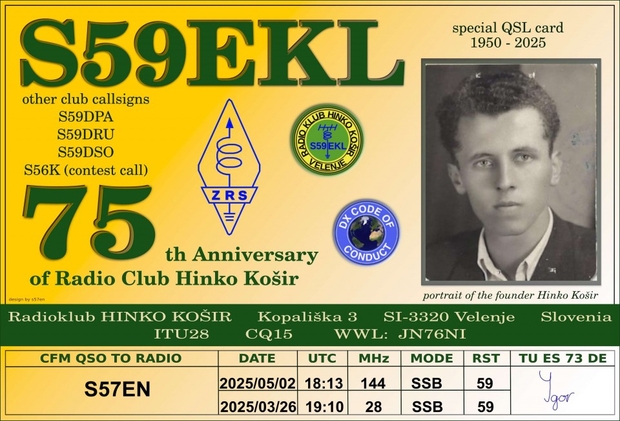 S59EKL
special QSL card
1950 - 2025
other club callsigns
S59DPA
S59DRU
S59DSO
S56K (contest call)
ZRS
RADIO KLUB HINKO KOŠIR
S59EKL
VELENJE
DX CODE OF
CONDUCT
75
th Anniversary
of Radio Club Hinko Košir
design by s57en
portrait of the founder Hinko Košir
Radioklub HINKO KOŠIR Kopališka 3 SI-3320 Velenje Slovenia
ITU28 CQ15 WWL: JN76NI
CFM QSO TO RADIO DATE UTC MHz MODE RST TU ES 73 DE
S57EN
2025/05/02 18:13 144 SSB 59
2025/03/26 19:10 28 SSB 59
Igor